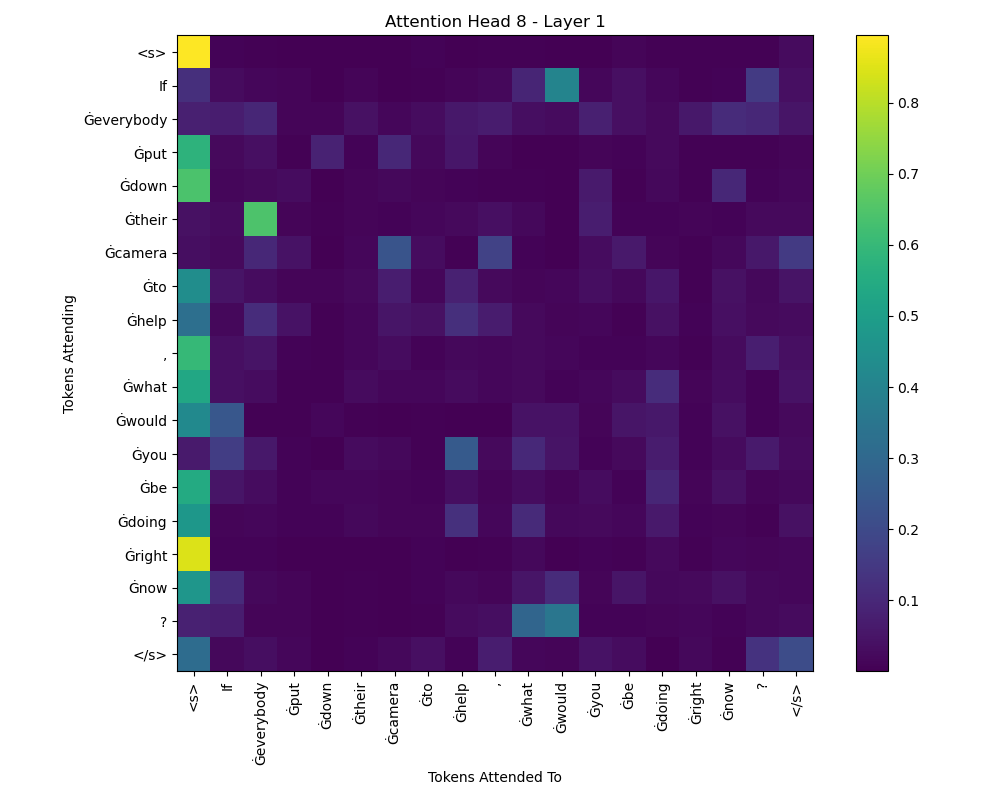 Attention Head 8 - Layer 1
Tokens Attending
<s>
If
Ġeverybody
Ġput
Ġdown
Ġtheir
Ġcamera
Ġto
Ġhelp
,
Ġwhat
Ġwould
Ġyou
Ġbe
Ġdoing
Ġright
Ġnow
?
</s>
<s>
If
Ġeverybody
Ġput
Ġdown
Ġtheir
Ġcamera
Ġto
Ġhelp
,
Ġwhat
Ġwould
Ġyou
Ġbe
Ġdoing
Ġright
Ġnow
?
</s>
Tokens Attended To
0.8
0.7
0.6
0.5
0.4
0.3
0.2
0.1